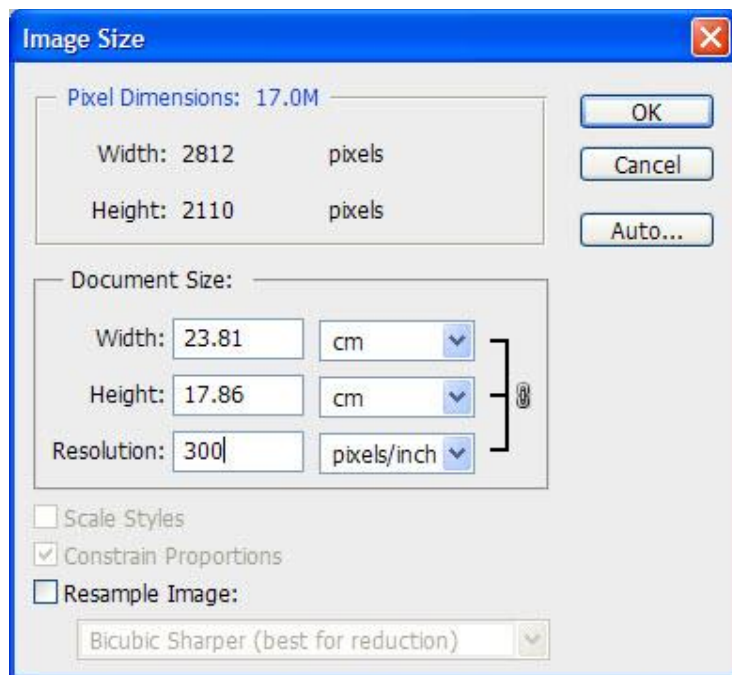 Image Size
Pixel Dimensions: 17.0M
OK
Width: 2812 pixels
Cancel
Height: 2110 pixels
Auto...
Document Size:
Width: 23.81 cm
Height: 17.86 cm
Resolution: 300 pixels/inch
Scale Styles
Constrain Proportions
Resample Image:
Bicubic Sharper (best for reduction)